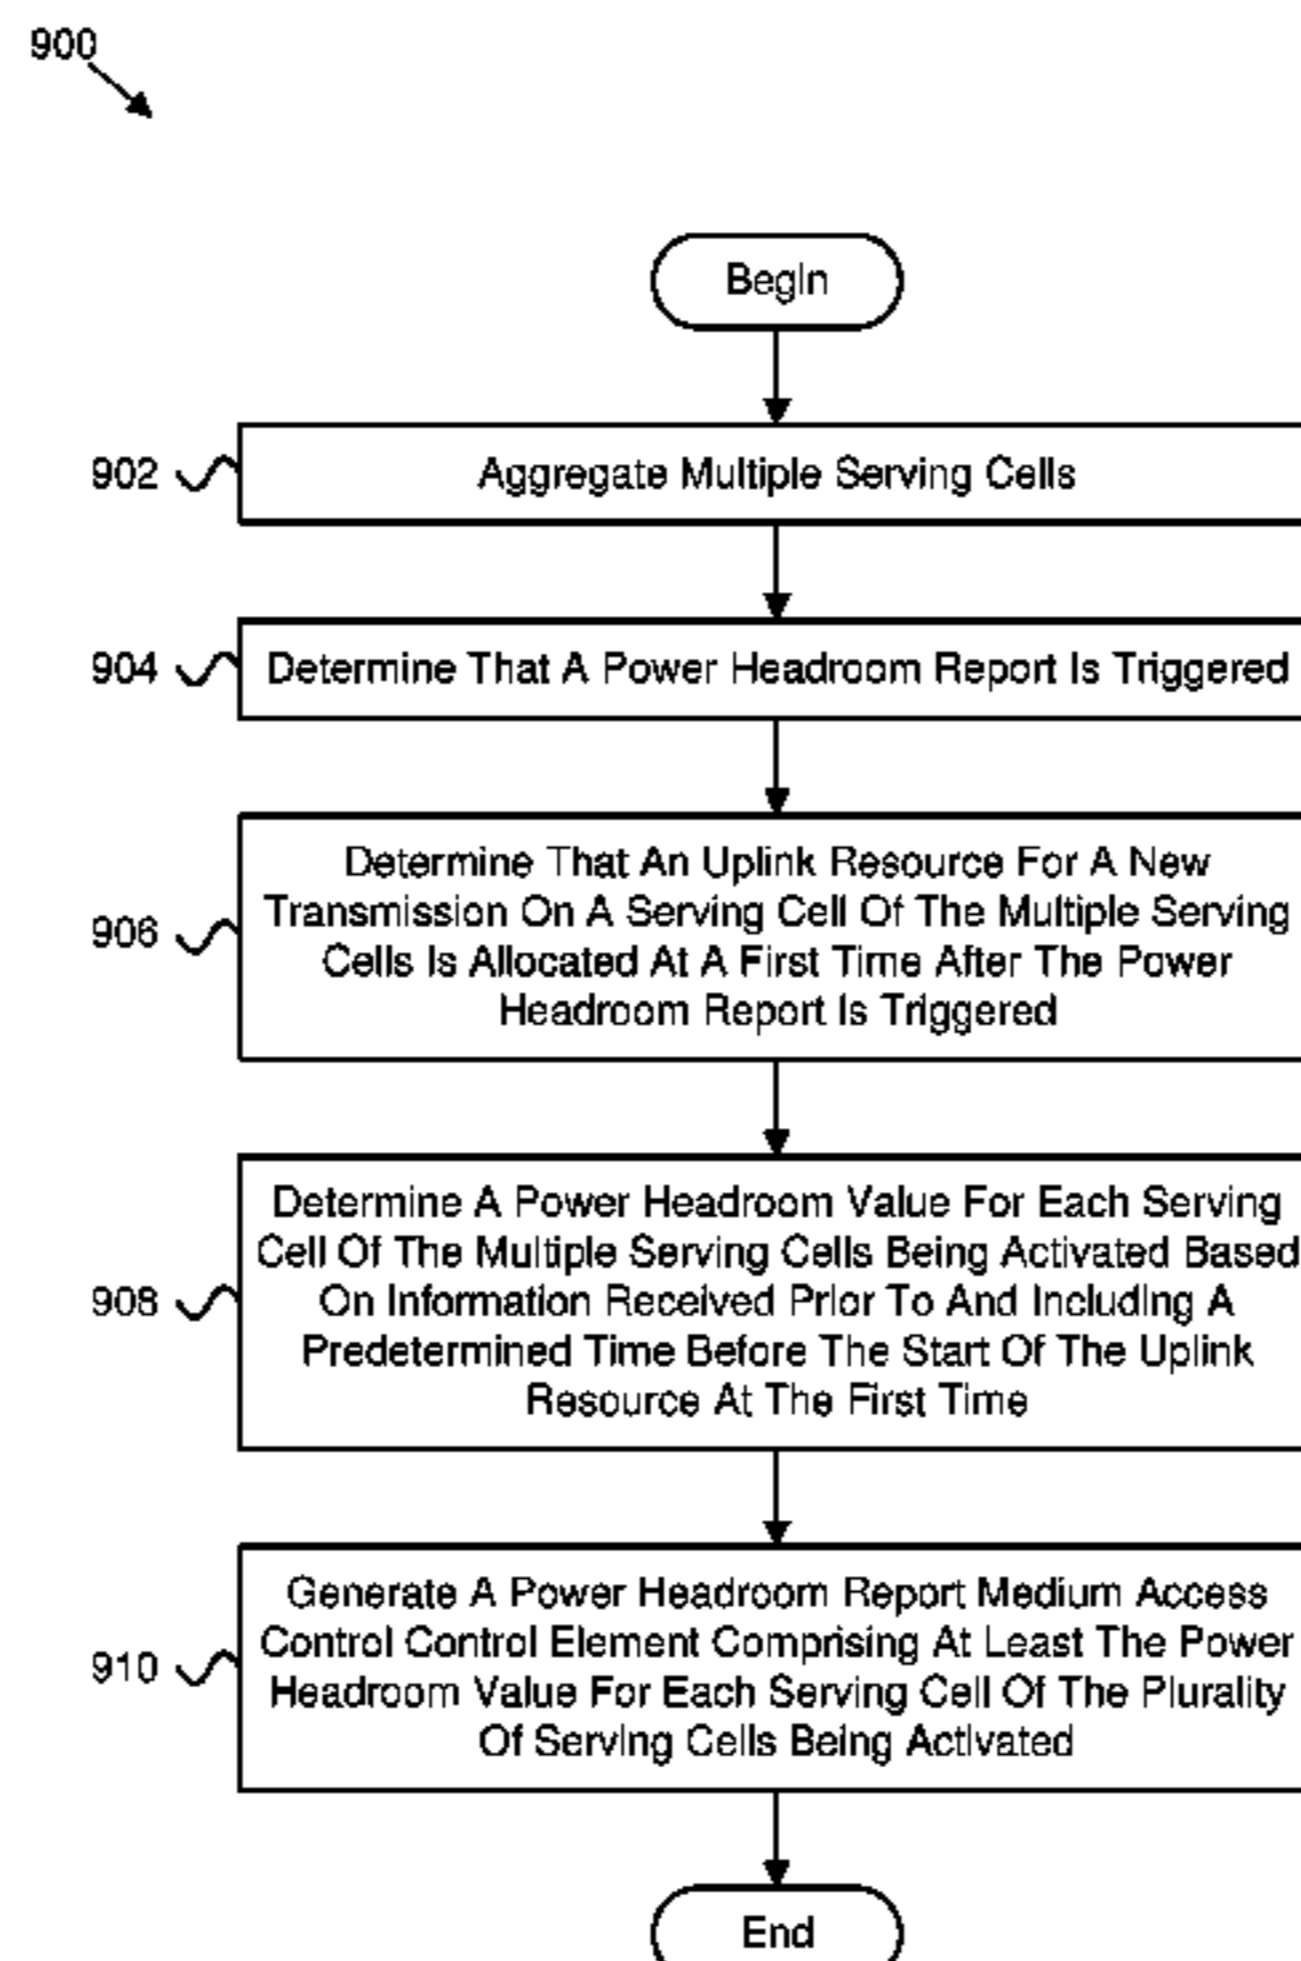 900
Begin
902
Aggregate Multiple Serving Cells
904
Determine That A Power Headroom Report Is Triggered
906
Determine That An Uplink Resource For A New
Transmission On A Serving Cell Of The Multiple Serving
Cells Is Allocated At A First Time After The Power
Headroom Report Is Triggered
908
Determine A Power Headroom Value For Each Serving
Cell Of The Multiple Serving Cells Being Activated Based
On Information Received Prior To And Including A
Predetermined Time Before The Start Of The Uplink
Resource At The First Time
910
Generate A Power Headroom Report Medium Access
Control Control Element Comprising At Least The Power
Headroom Value For Each Serving Cell Of The Plurality
Of Serving Cells Being Activated
End